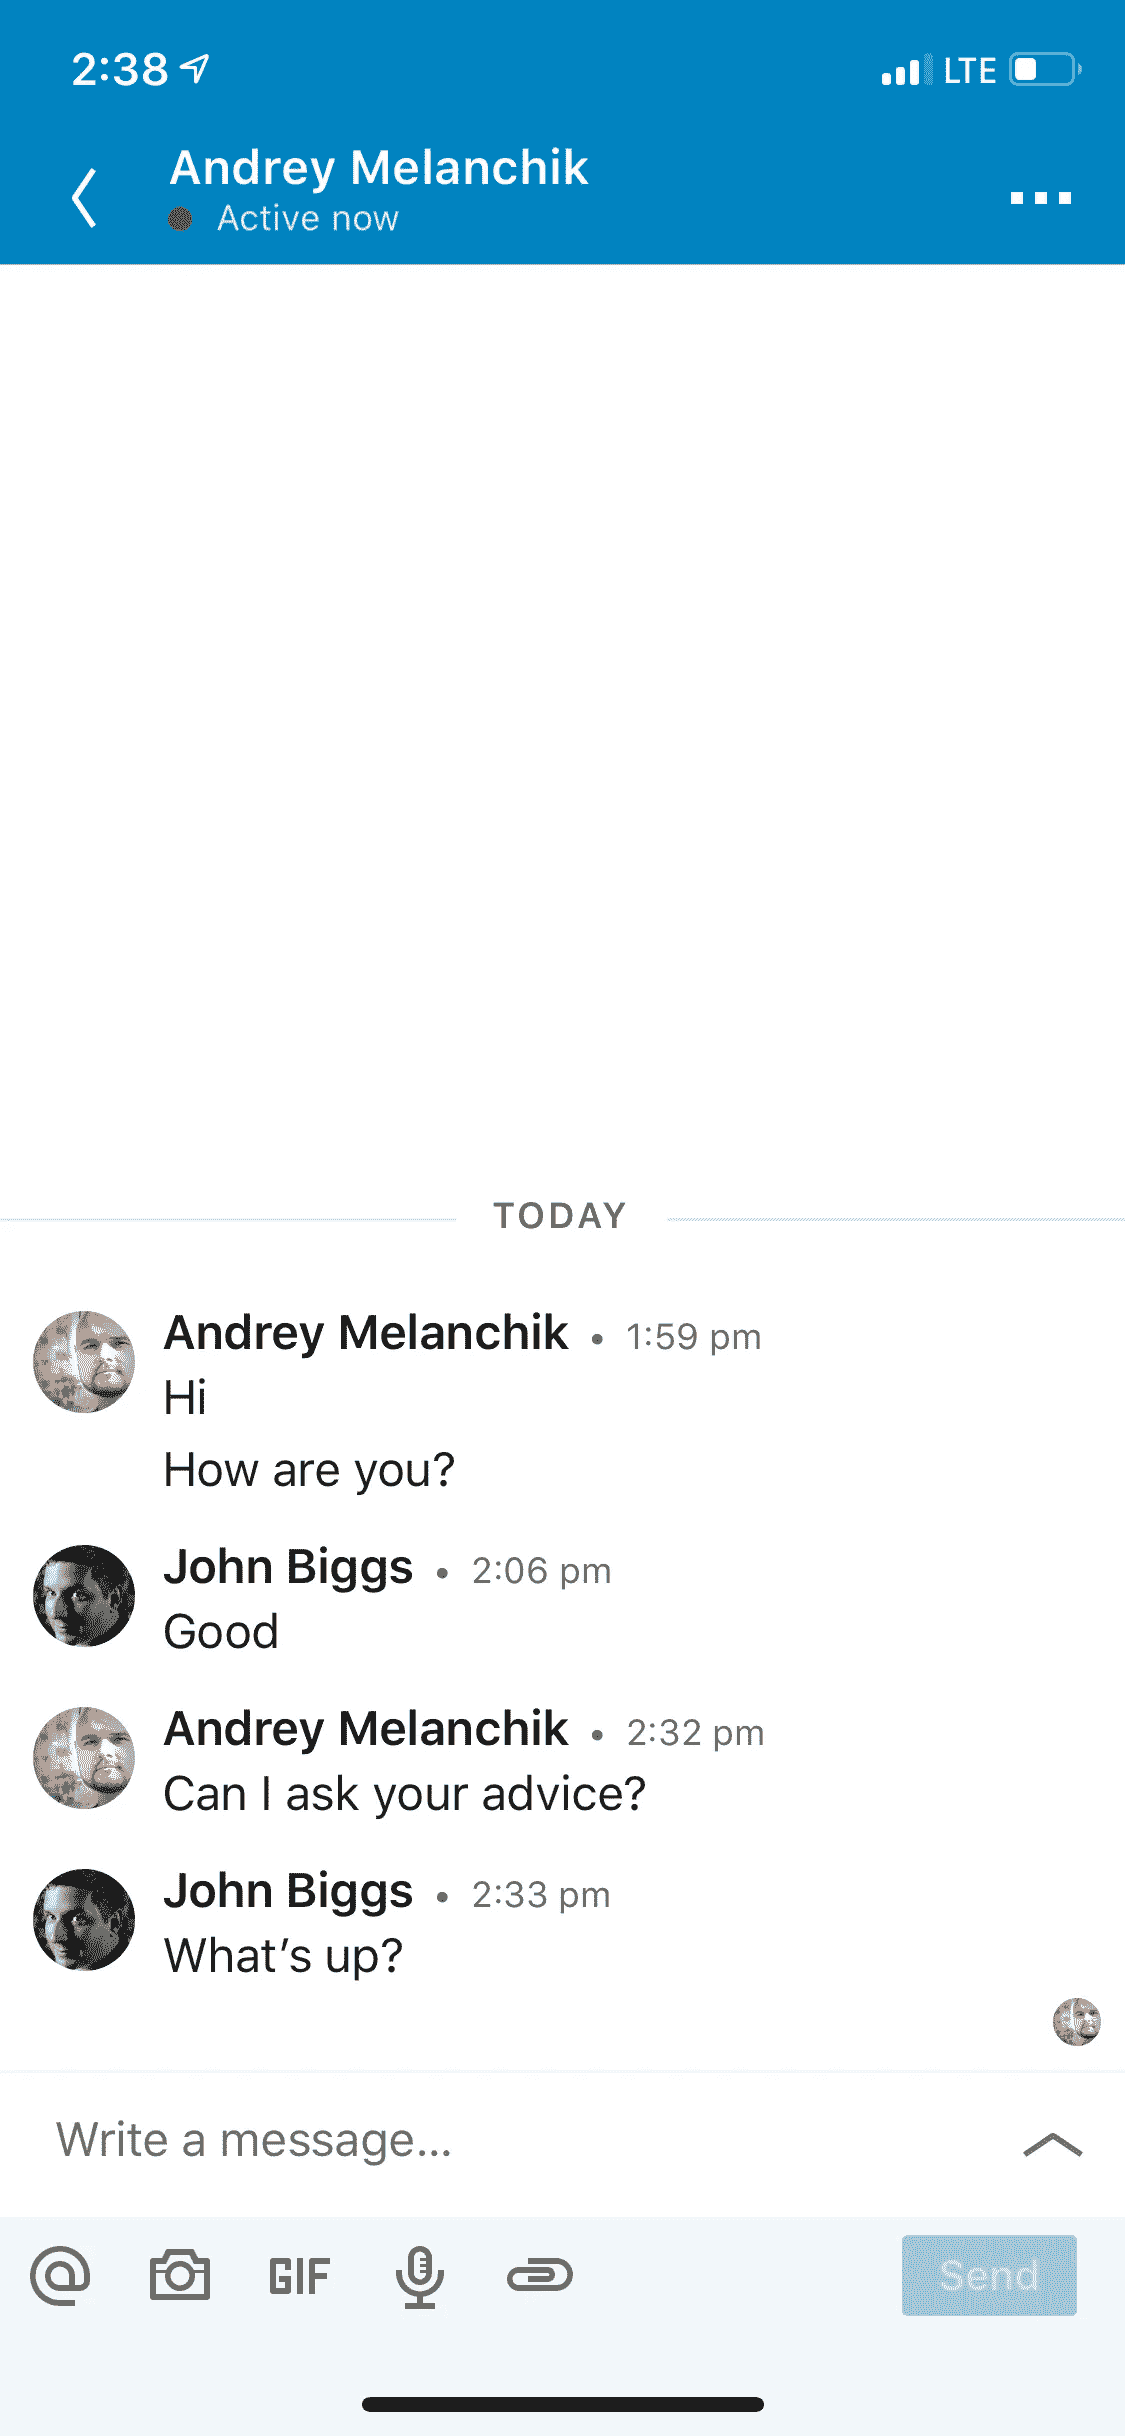 2:38 LTE
Andrey Melanchik
Active now
TODAY
Andrey Melanchik • 1:59 pm
Hi
How are you?
John Biggs • 2:06 pm
Good
Andrey Melanchik • 2:32 pm
Can I ask your advice?
John Biggs • 2:33 pm
What’s up?
Write a message...
GIF Send